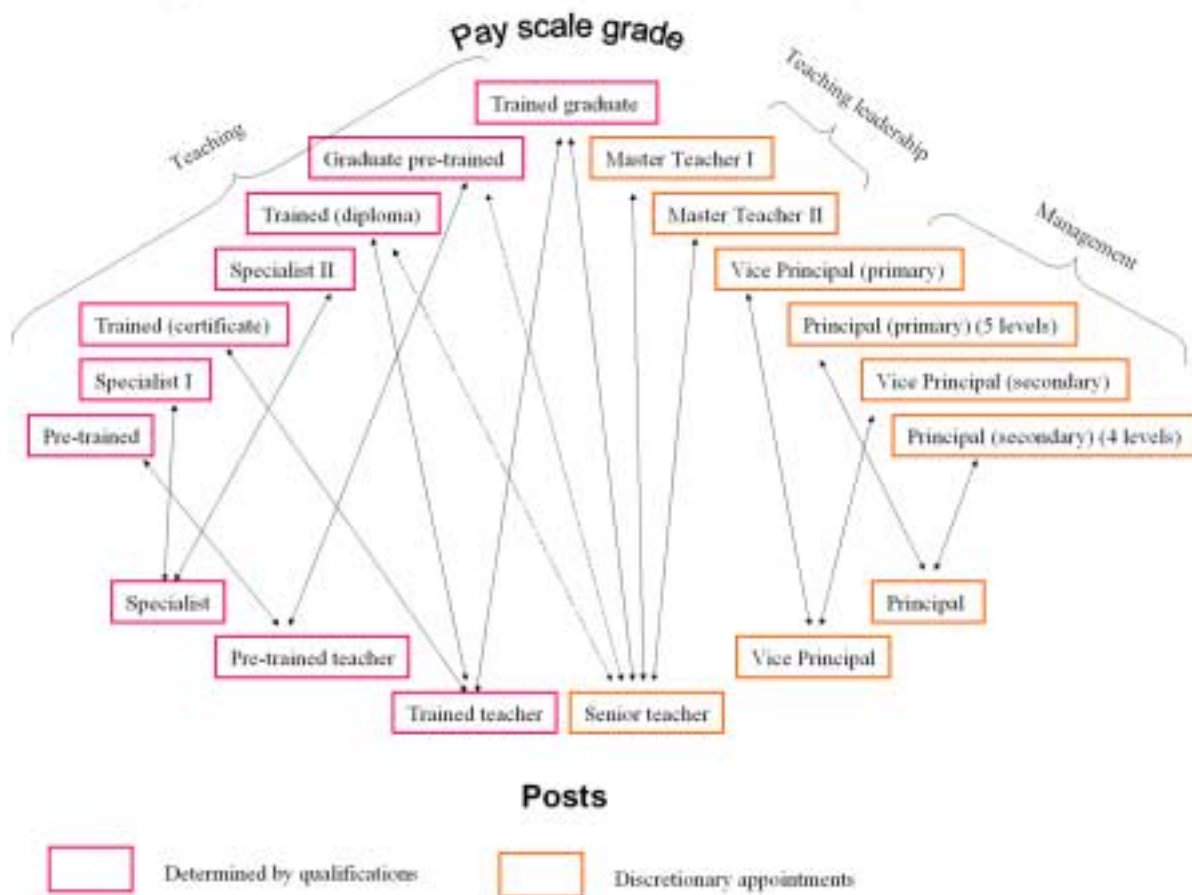 Pay scale grade
Teaching
Teaching leadership
Management
Trained graduate
Graduate pre-trained
Master Teacher I
Trained (diploma)
Master Teacher II
Specialist II
Vice Principal (primary)
Trained (certificate)
Principal (primary) (5 levels)
Specialist I
Vice Principal (secondary)
Pre-trained
Principal (secondary) (4 levels)
Specialist
Principal
Pre-trained teacher
Vice Principal
Trained teacher
Senior teacher
Posts
Determined by qualifications
Discretionary appointments